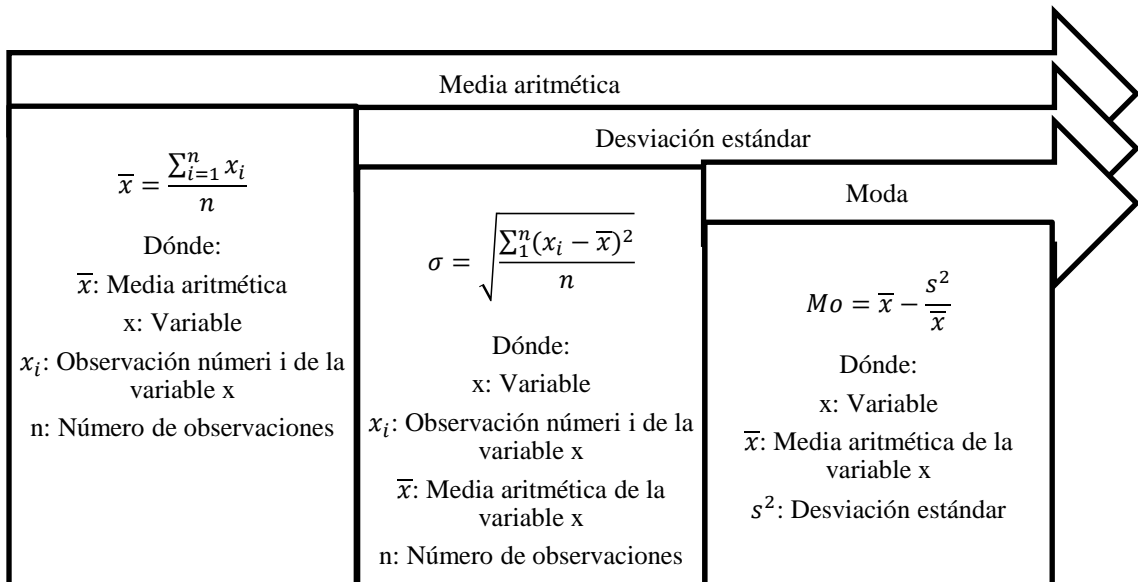 Media aritmética
x̅ = ∑ⁿᵢ₌₁ xᵢ / n
Dónde:
x̅: Media aritmética
x: Variable
xᵢ: Observación númeri i de la
variable x
n: Número de observaciones
Desviación estándar
σ = √(∑ⁿ₁(xᵢ − x̅)² / n)
Dónde:
x: Variable
xᵢ: Observación númeri i de la
variable x
x̅: Media aritmética de la
variable x
n: Número de observaciones
Moda
Mo = x̅ − s² / x̅
Dónde:
x: Variable
x̅: Media aritmética de la
variable x
s²: Desviación estándar